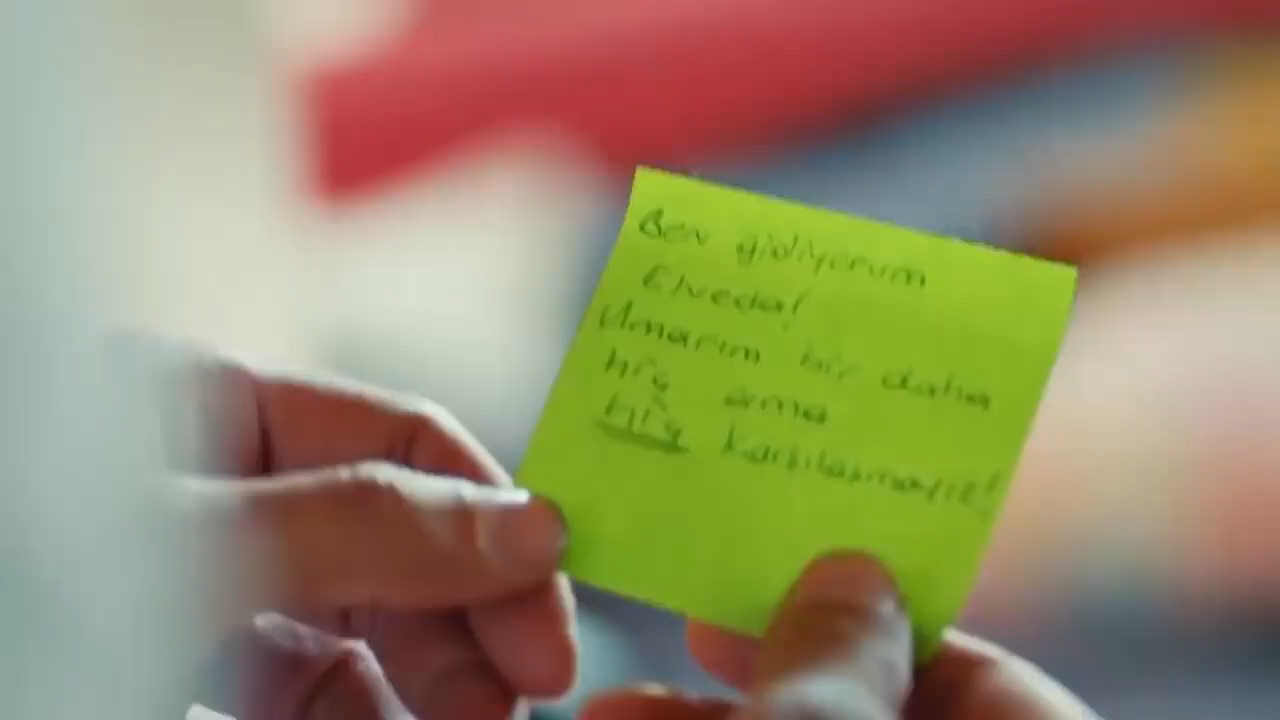 Ben gidiyorum
Elveda!
Umarım bir daha
hiç ama
hiç karşılaşmayız!